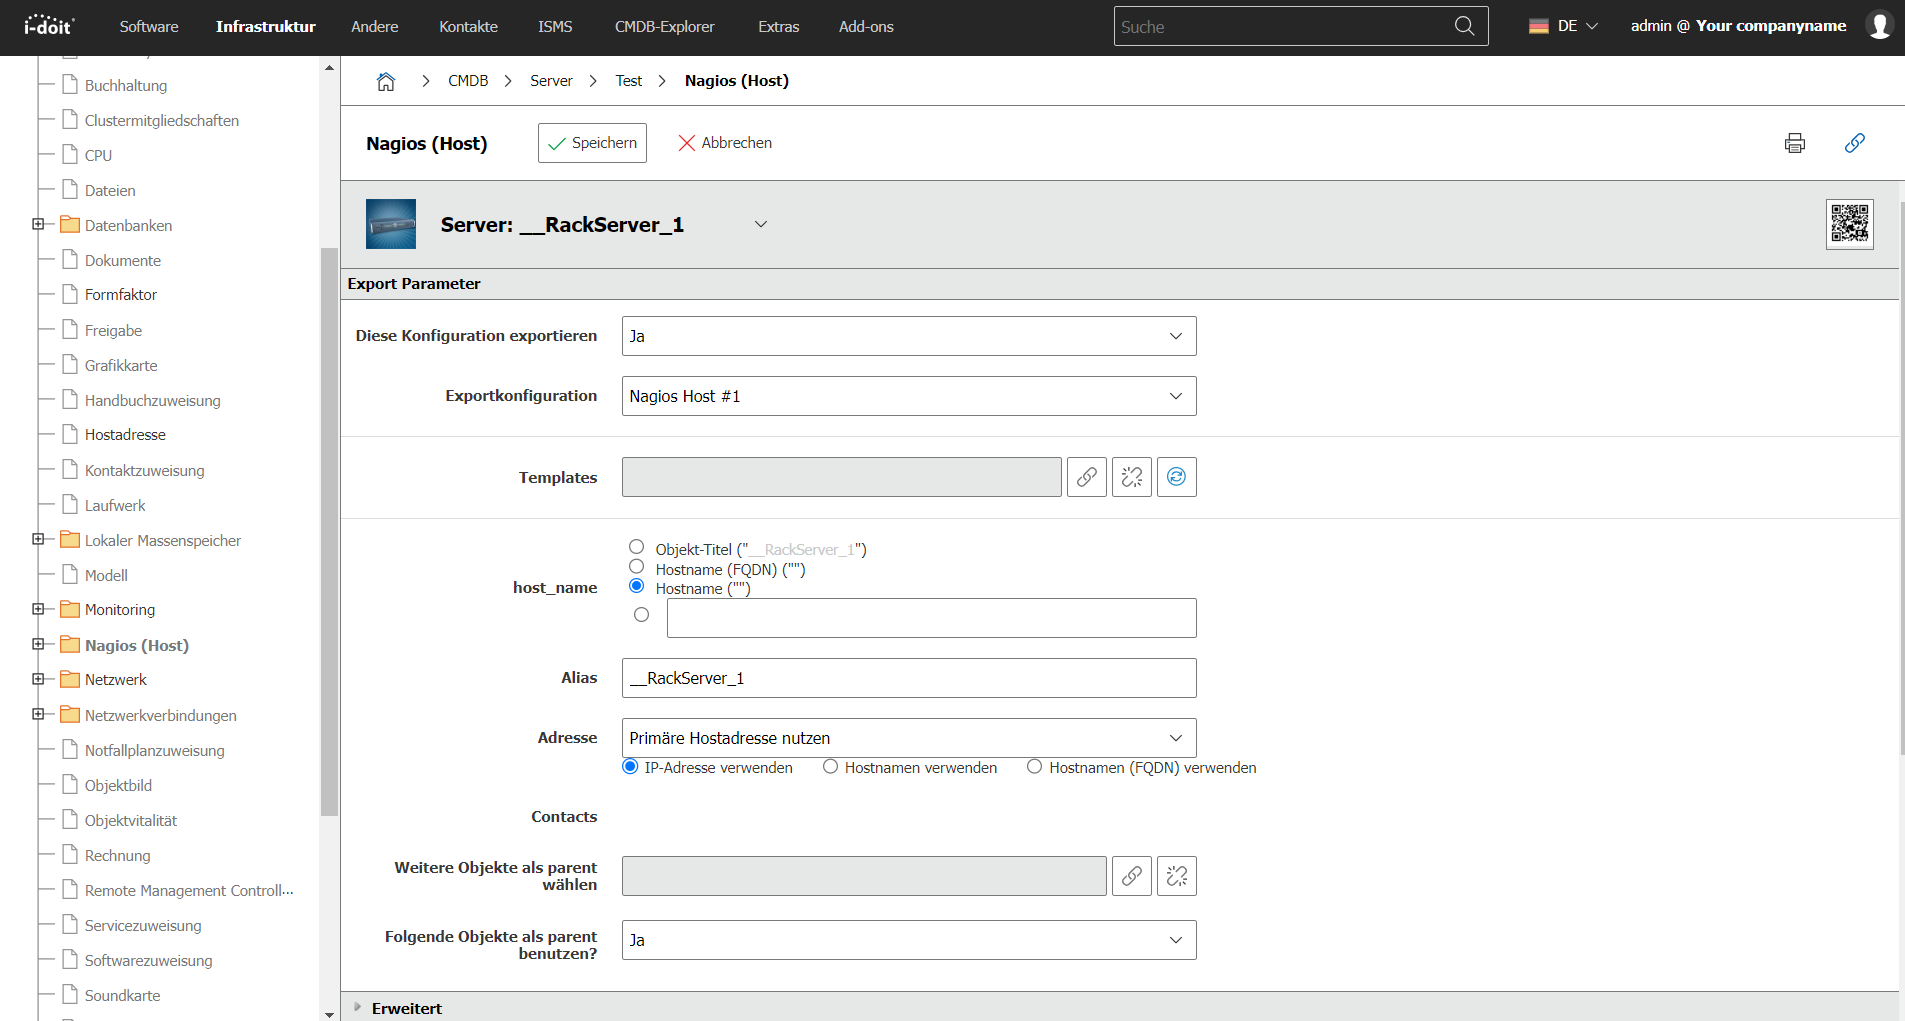 i-doit
Software
Infrastruktur
Andere
Kontakte
ISMS
CMDB-Explorer
Extras
Add-ons
Suche
DE
admin @ Your companyname
Buchhaltung
Clustermitgliedschaften
CPU
Dateien
Datenbanken
Dokumente
Formfaktor
Freigabe
Grafikkarte
Handbuchzuweisung
Hostadresse
Kontaktzuweisung
Laufwerk
Lokaler Massenspeicher
Modell
Monitoring
Nagios (Host)
Netzwerk
Netzwerkverbindungen
Notfallplanzuweisung
Objektbild
Objektvitalität
Rechnung
Remote Management Controll...
Servicezuweisung
Softwarezuweisung
Soundkarte
CMDB
Server
Test
Nagios (Host)
Nagios (Host)
Speichern
Abbrechen
Server: __RackServer_1
Export Parameter
Diese Konfiguration exportieren
Ja
Exportkonfiguration
Nagios Host #1
Templates
host_name
Objekt-Titel ("__RackServer_1")
Hostname (FQDN) ("")
Hostname ("")
Alias
__RackServer_1
Adresse
Primäre Hostadresse nutzen
IP-Adresse verwenden
Hostnamen verwenden
Hostnamen (FQDN) verwenden
Contacts
Weitere Objekte als parent
wählen
Folgende Objekte als parent
benutzen?
Ja
Erweitert